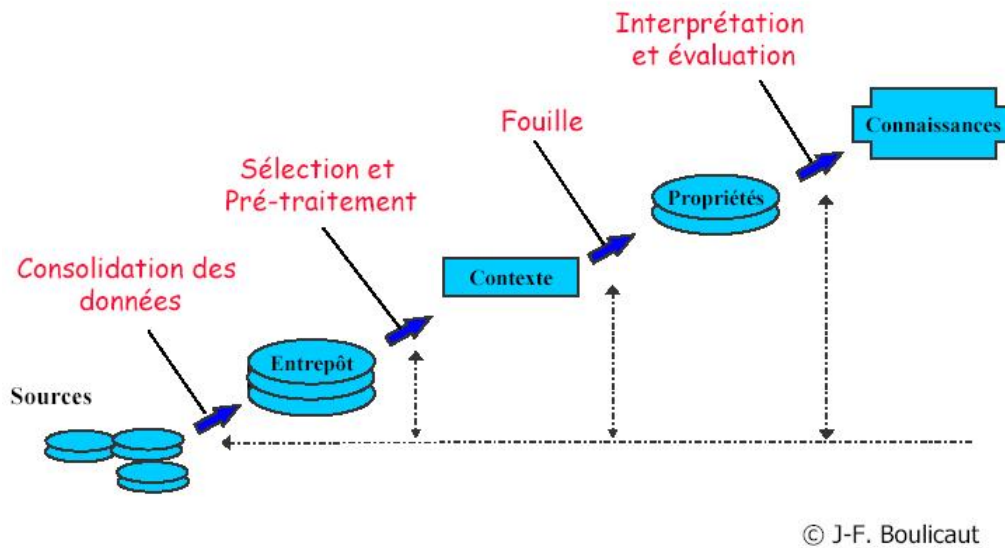 Interprétation
et évaluation
Connaissances
Fouille
Sélection et
Pré-traitement
Propriétés
Contexte
Consolidation des
données
Entrepôt
Sources
© J-F. Boulicaut